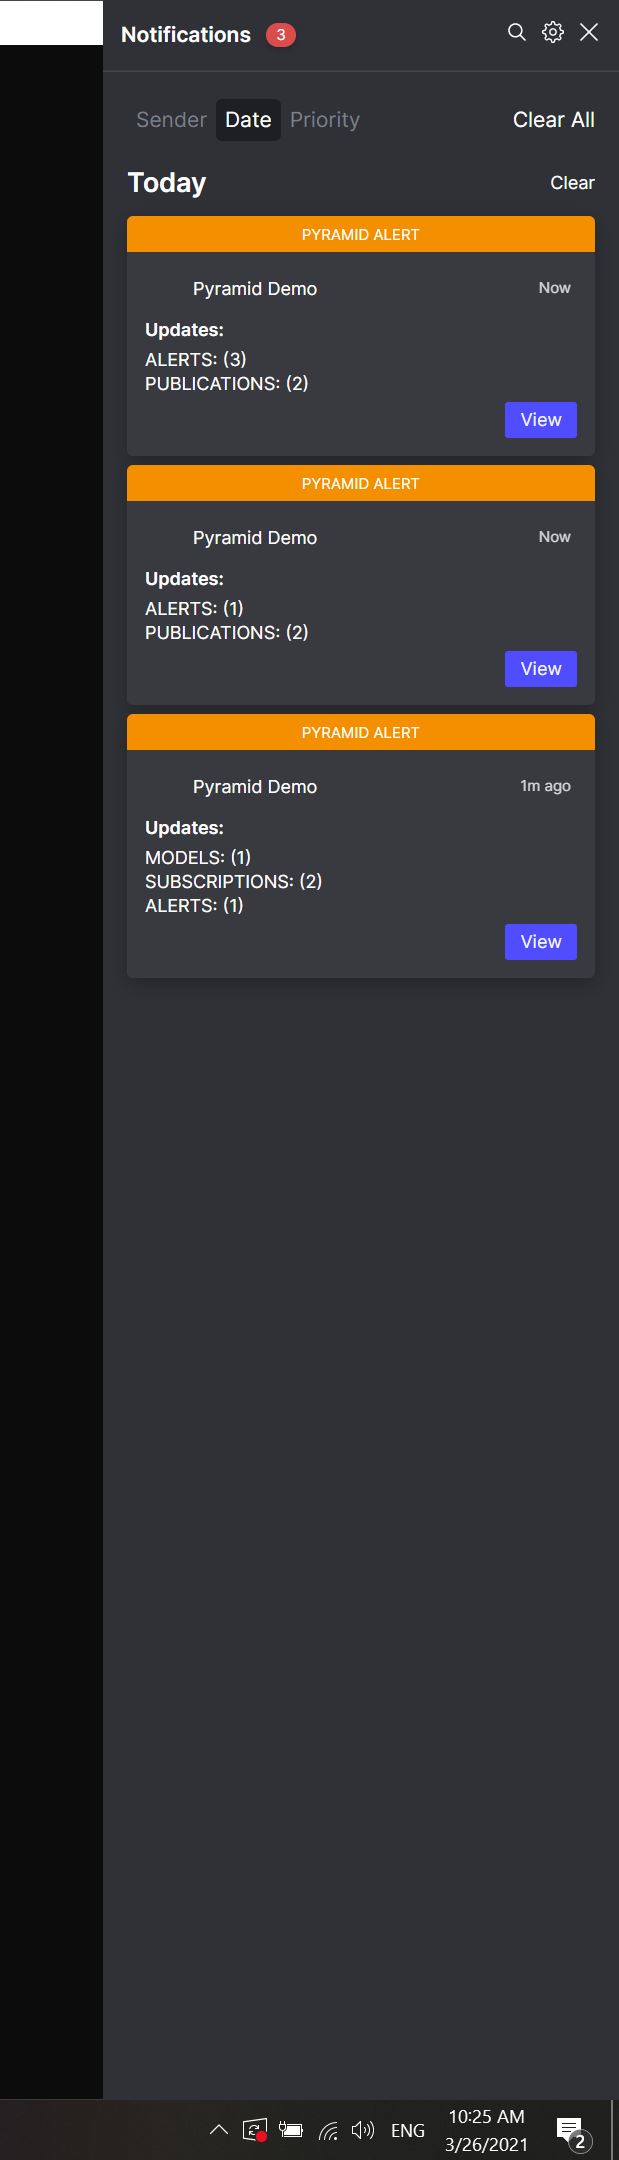 Notifications 3
Sender Date Priority Clear All
Today Clear
PYRAMID ALERT
Pyramid Demo Now
Updates:
ALERTS: (3)
PUBLICATIONS: (2)
View
PYRAMID ALERT
Pyramid Demo Now
Updates:
ALERTS: (1)
PUBLICATIONS: (2)
View
PYRAMID ALERT
Pyramid Demo 1m ago
Updates:
MODELS: (1)
SUBSCRIPTIONS: (2)
ALERTS: (1)
View
10:25 AM
ENG
3/26/2021
2